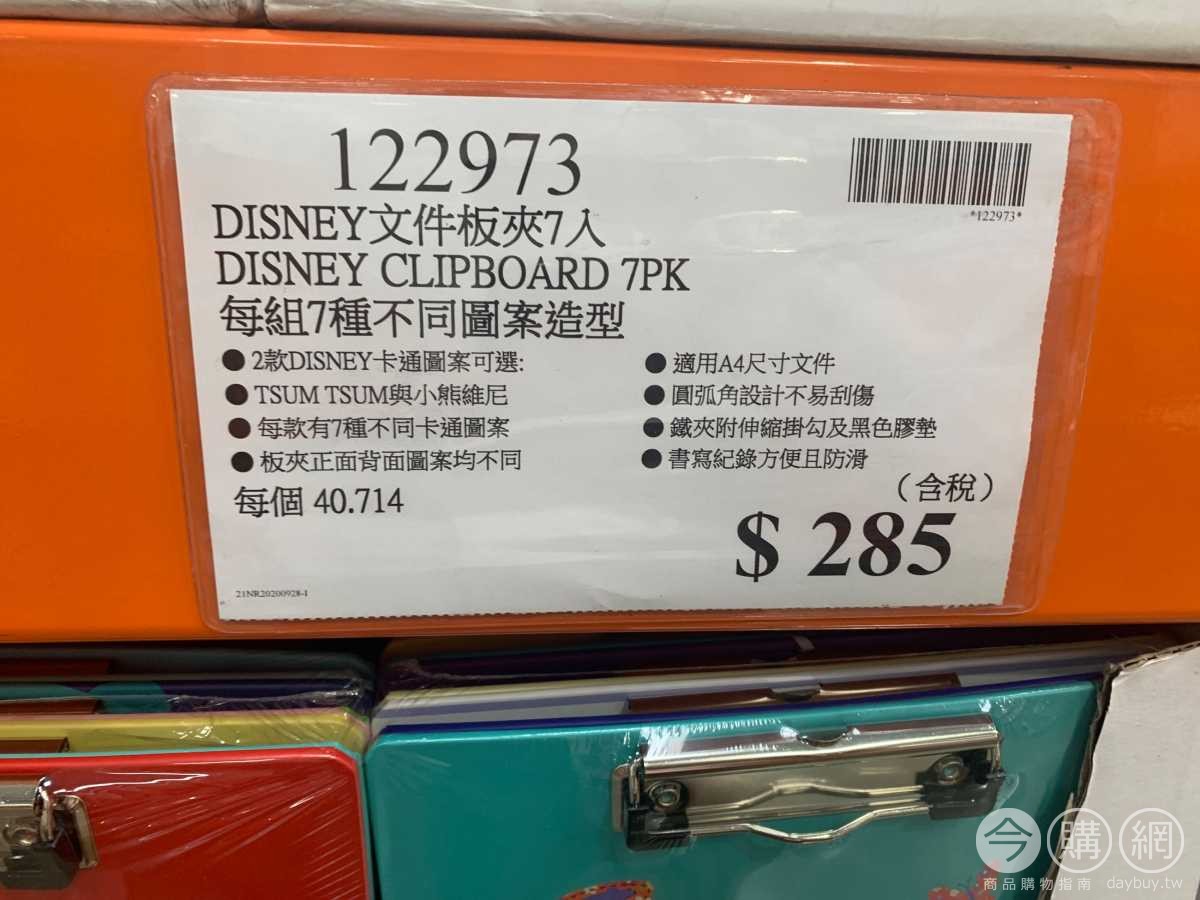 122973
*122973*
DISNEY文件板夾7入
DISNEY CLIPBOARD 7PK
每組7種不同圖案造型
●2款DISNEY卡通圖案可選:
●TSUM TSUM與小熊維尼
●每款有7種不同卡通圖案
●板夾正面背面圖案均不同
●適用A4尺寸文件
●圓弧角設計不易刮傷
●鐵夾附伸縮掛勾及黑色膠墊
●書寫紀錄方便且防滑
每個 40.714
（含稅）
$ 285
21NR20200928-1
今購網
商品購物指南 daybuy.tw